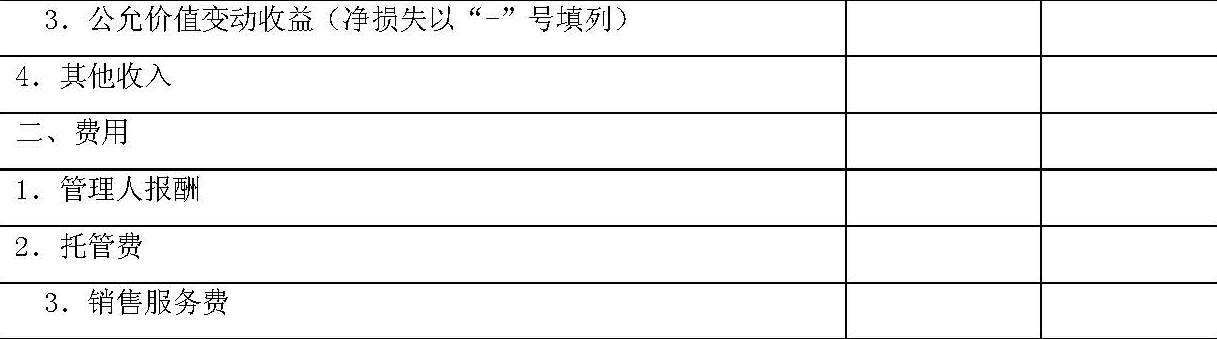 3．公允价值变动收益（净损失以“-”号填列）
4．其他收入
二、费用
1．管理人报酬
2．托管费
3．销售服务费